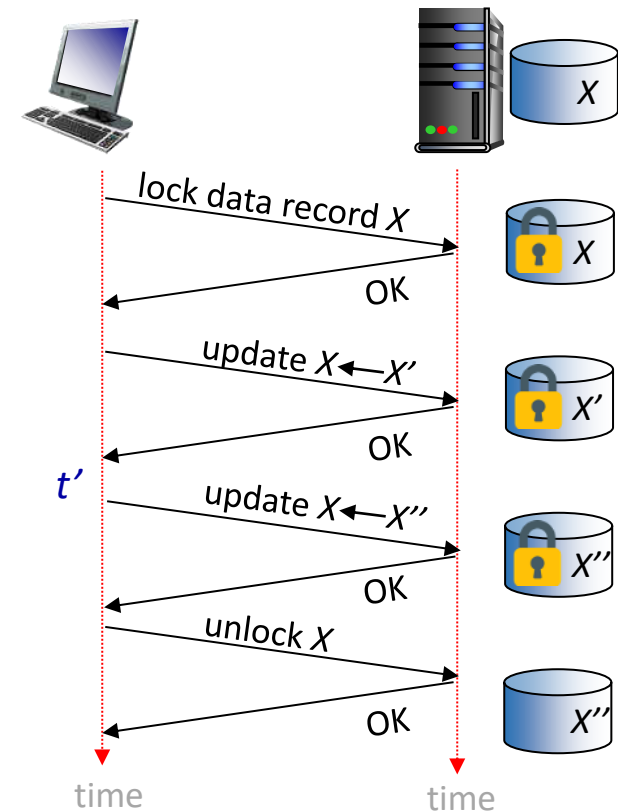 X
lock data record X
X
OK
update X←X’
X’
OK
t’
update X←X’’
X’’
OK
unlock X
X’’
OK
time
time